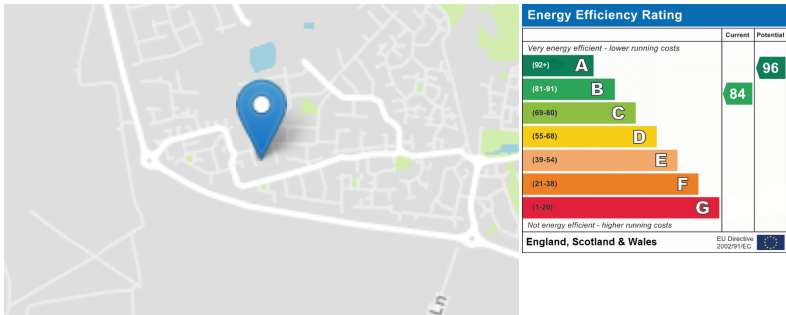 Ln
Energy Efficiency Rating
Current Potential
Very energy efficient - lower running costs
(92+) A 96
(81-91) B 84
(69-80) C
(55-68) D
(39-54) E
(21-38) F
(1-20) G
Not energy efficient - higher running costs
England, Scotland & Wales
EU Directive
2002/91/EC